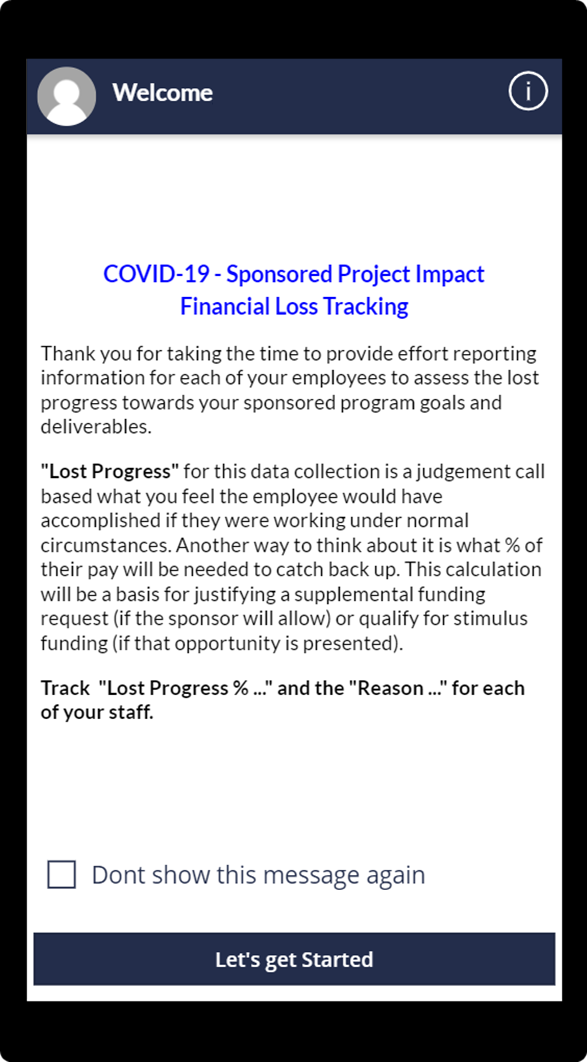 Welcome
i
COVID-19 - Sponsored Project Impact
Financial Loss Tracking
Thank you for taking the time to provide effort reporting
information for each of your employees to assess the lost
progress towards your sponsored program goals and
deliverables.
"Lost Progress" for this data collection is a judgement call
based what you feel the employee would have
accomplished if they were working under normal
circumstances. Another way to think about it is what % of
their pay will be needed to catch back up. This calculation
will be a basis for justifying a supplemental funding
request (if the sponsor will allow) or qualify for stimulus
funding (if that opportunity is presented).
Track  "Lost Progress % ..." and the "Reason ..." for each
of your staff.
Dont show this message again
Let's get Started